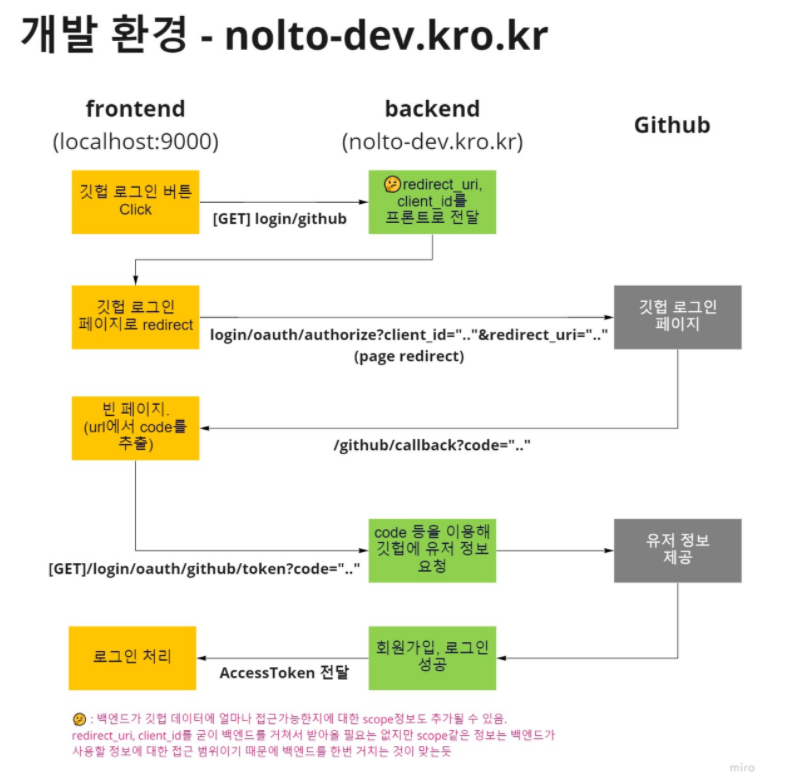 개발 환경 - nolto-dev.kro.kr
frontend
(localhost:9000)
backend
(nolto-dev.kro.kr)
Github
깃헙 로그인 버튼
Click
[GET] login/github
🤔redirect_uri,
client_id를
프론트로 전달
깃헙 로그인
페이지로 redirect
login/oauth/authorize?client_id=".."&redirect_uri=".."
(page redirect)
깃헙 로그인
페이지
빈 페이지.
(url에서 code를
추출)
/github/callback?code=".."
[GET]/login/oauth/github/token?code=".."
code 등을 이용해
깃헙에 유저 정보
요청
유저 정보
제공
로그인 처리
AccessToken 전달
회원가입, 로그인
성공
🤔 : 백엔드가 깃헙 데이터에 얼마나 접근가능한지에 대한 scope정보도 추가될 수 있음.
redirect_uri, client_id를 굳이 백엔드를 거쳐서 받아올 필요는 없지만 scope같은 정보는 백엔드가
사용할 정보에 대한 접근 범위이기 때문에 백엔드를 한번 거치는 것이 맞는듯
miro